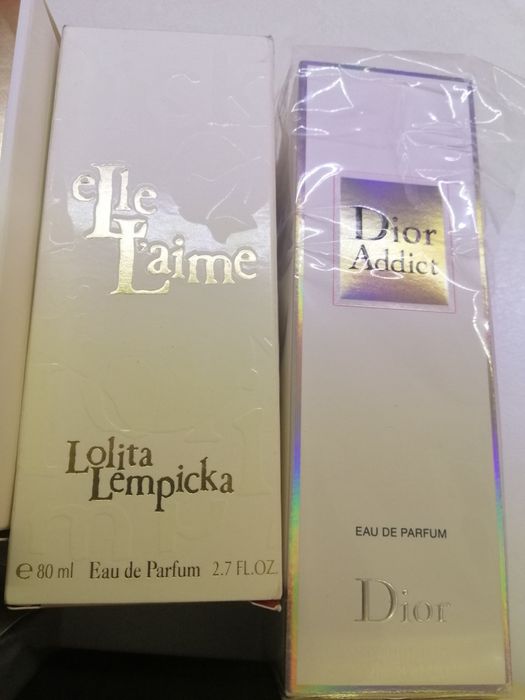 eLle
L'aime
Lolita
Lempicka
e 80 ml Eau de Parfum 2.7 FL.OZ.
Dior
Addict
EAU DE PARFUM
Dior